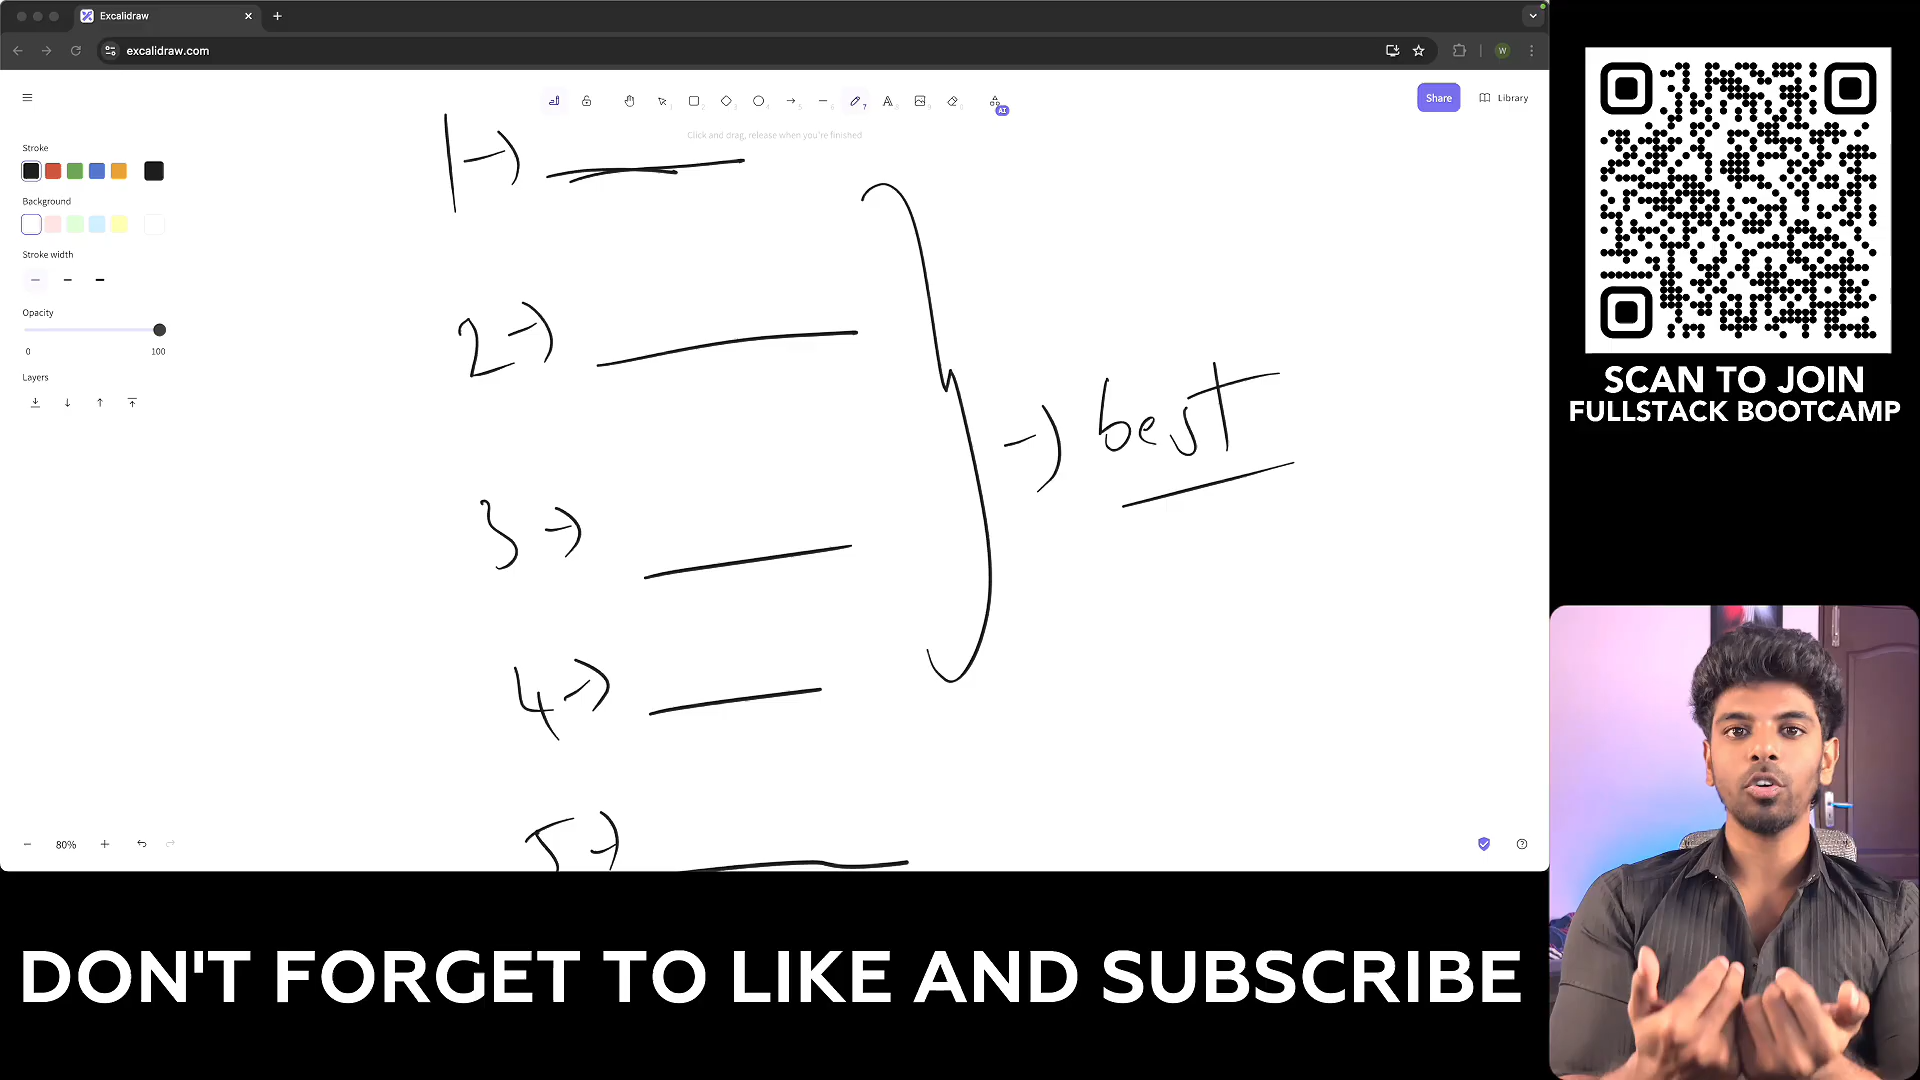 Excalidraw
excalidraw.com
W
Click and drag, release when you're finished
AI
Share
Library
Stroke
Background
Stroke width
Opacity
0 100
Layers
1 →
2 →
3 →
4 →
5 →
→ best
80%
SCAN TO JOIN
FULLSTACK BOOTCAMP
DON'T FORGET TO LIKE AND SUBSCRIBE